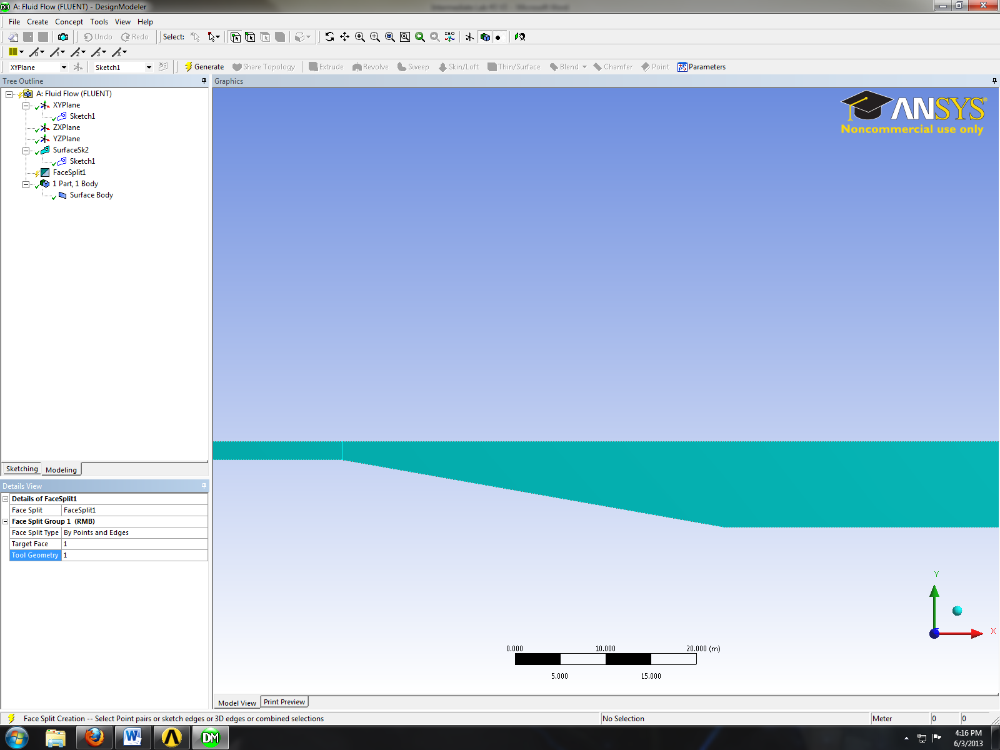 DM A: Fluid Flow (FLUENT) - DesignModeler
File Create Concept Tools View Help
Undo Redo Select: ISO
XYPlane Sketch1 Generate Share Topology Extrude Revolve Sweep Skin/Loft Thin/Surface Blend Chamfer Point Parameters
Tree Outline
Graphics
A: Fluid Flow (FLUENT)
XYPlane
Sketch1
ZXPlane
YZPlane
SurfaceSk2
Sketch1
FaceSplit1
1 Part, 1 Body
Surface Body
Sketching Modeling
Details View
Details of FaceSplit1
Face Split FaceSplit1
Face Split Group 1 (RMB)
Face Split Type By Points and Edges
Target Face 1
Tool Geometry 1
ANSYS
Noncommercial use only
Y
X
0.000 10.000 20.000 (m)
5.000 15.000
Model View Print Preview
Face Split Creation -- Select Point pairs or sketch edges or 3D edges or combined selections No Selection Meter 0 0
DM
4:16 PM
6/3/2013